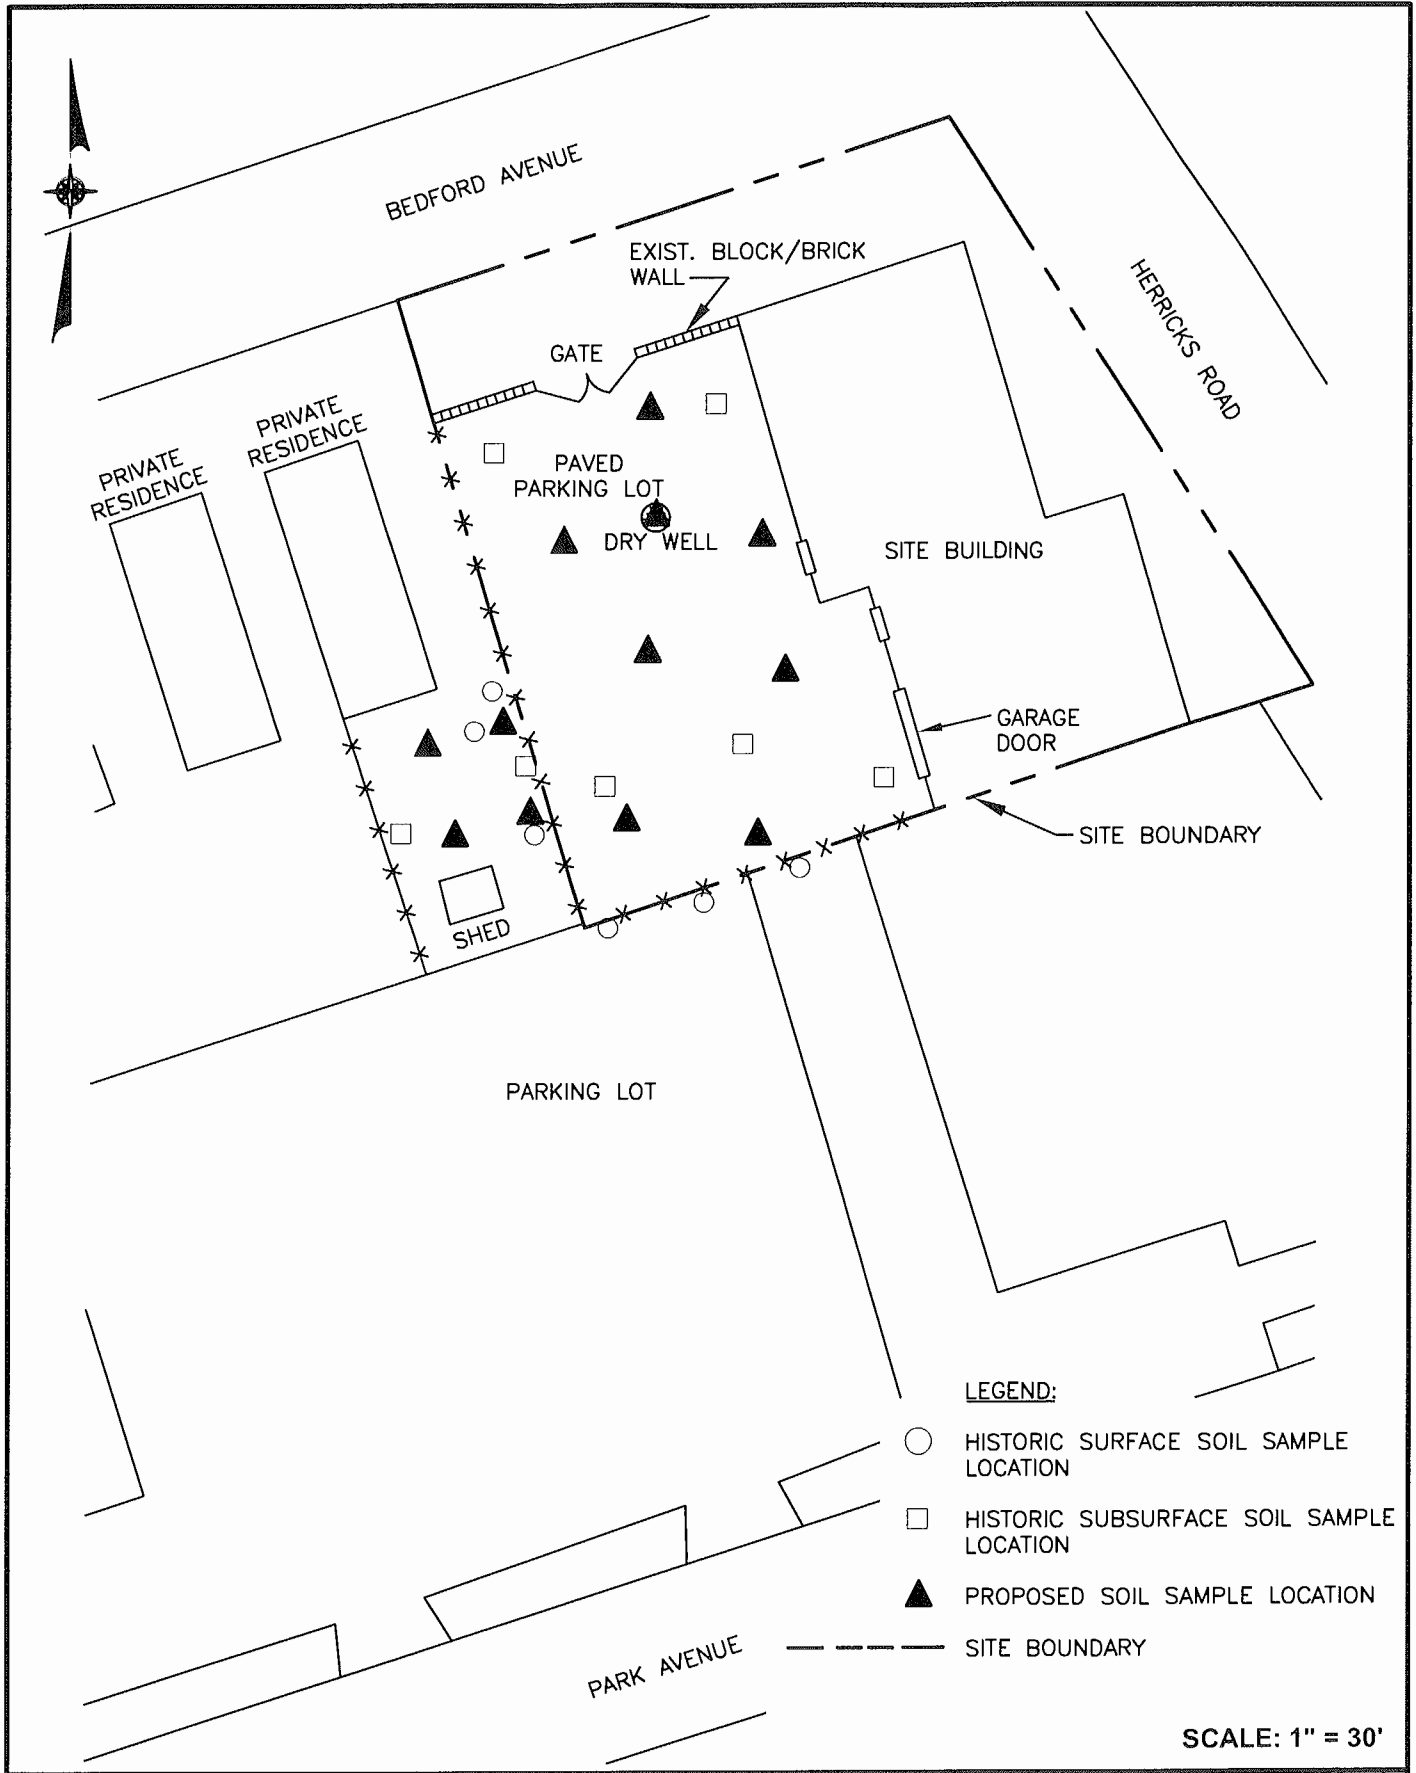 BEDFORD AVENUE
EXIST. BLOCK/BRICK
WALL
HERRICKS ROAD
GATE
PRIVATE
RESIDENCE
PRIVATE
RESIDENCE
PAVED
PARKING LOT
DRY WELL
SITE BUILDING
GARAGE
DOOR
SITE BOUNDARY
SHED
PARKING LOT
LEGEND:
HISTORIC SURFACE SOIL SAMPLE
LOCATION
HISTORIC SUBSURFACE SOIL SAMPLE
LOCATION
PROPOSED SOIL SAMPLE LOCATION
SITE BOUNDARY
PARK AVENUE
SCALE: 1" = 30'